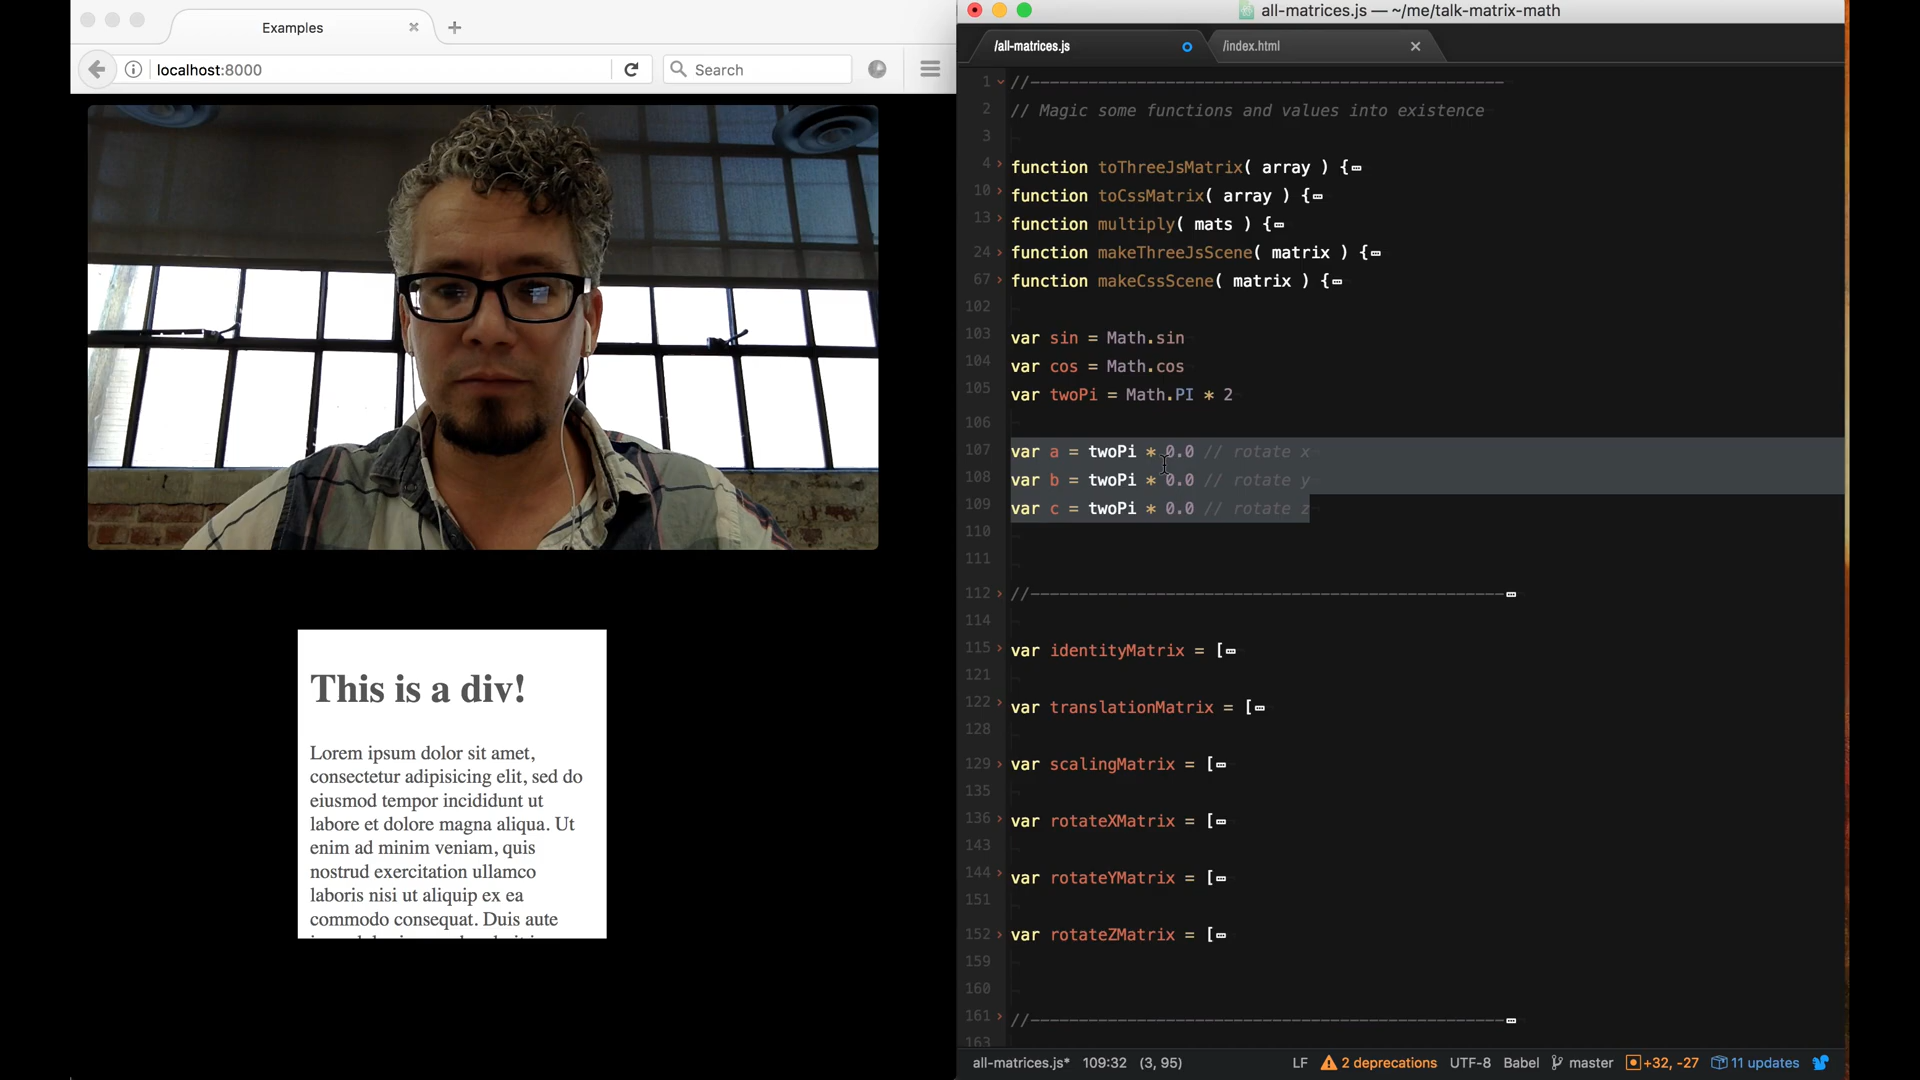 Examples
localhost:8000
Search
This is a div!
Lorem ipsum dolor sit amet,
consectetur adipisicing elit, sed do
eiusmod tempor incididunt ut
labore et dolore magna aliqua. Ut
enim ad minim veniam, quis
nostrud exercitation ullamco
laboris nisi ut aliquip ex ea
commodo consequat. Duis aute
all-matrices.js — ~/me/talk-matrix-math
/all-matrices.js
/index.html
1 //-------------------------------------------------
2 // Magic some functions and values into existence
3
4 function toThreeJsMatrix( array ) {
10 function toCssMatrix( array ) {
13 function multiply( mats ) {
24 function makeThreeJsScene( matrix ) {
67 function makeCssScene( matrix ) {
102
103 var sin = Math.sin
104 var cos = Math.cos
105 var twoPi = Math.PI * 2
106
107 var a = twoPi * 0.0 // rotate x
108 var b = twoPi * 0.0 // rotate y
109 var c = twoPi * 0.0 // rotate z
110
111
112 //-------------------------------------------------
114
115 var identityMatrix = [
121
122 var translationMatrix = [
128
129 var scalingMatrix = [
135
136 var rotateXMatrix = [
143
144 var rotateYMatrix = [
151
152 var rotateZMatrix = [
159
160
161 //-------------------------------------------------
163
all-matrices.js* 109:32 (3, 95) LF 2 deprecations UTF-8 Babel master +32, -27 11 updates